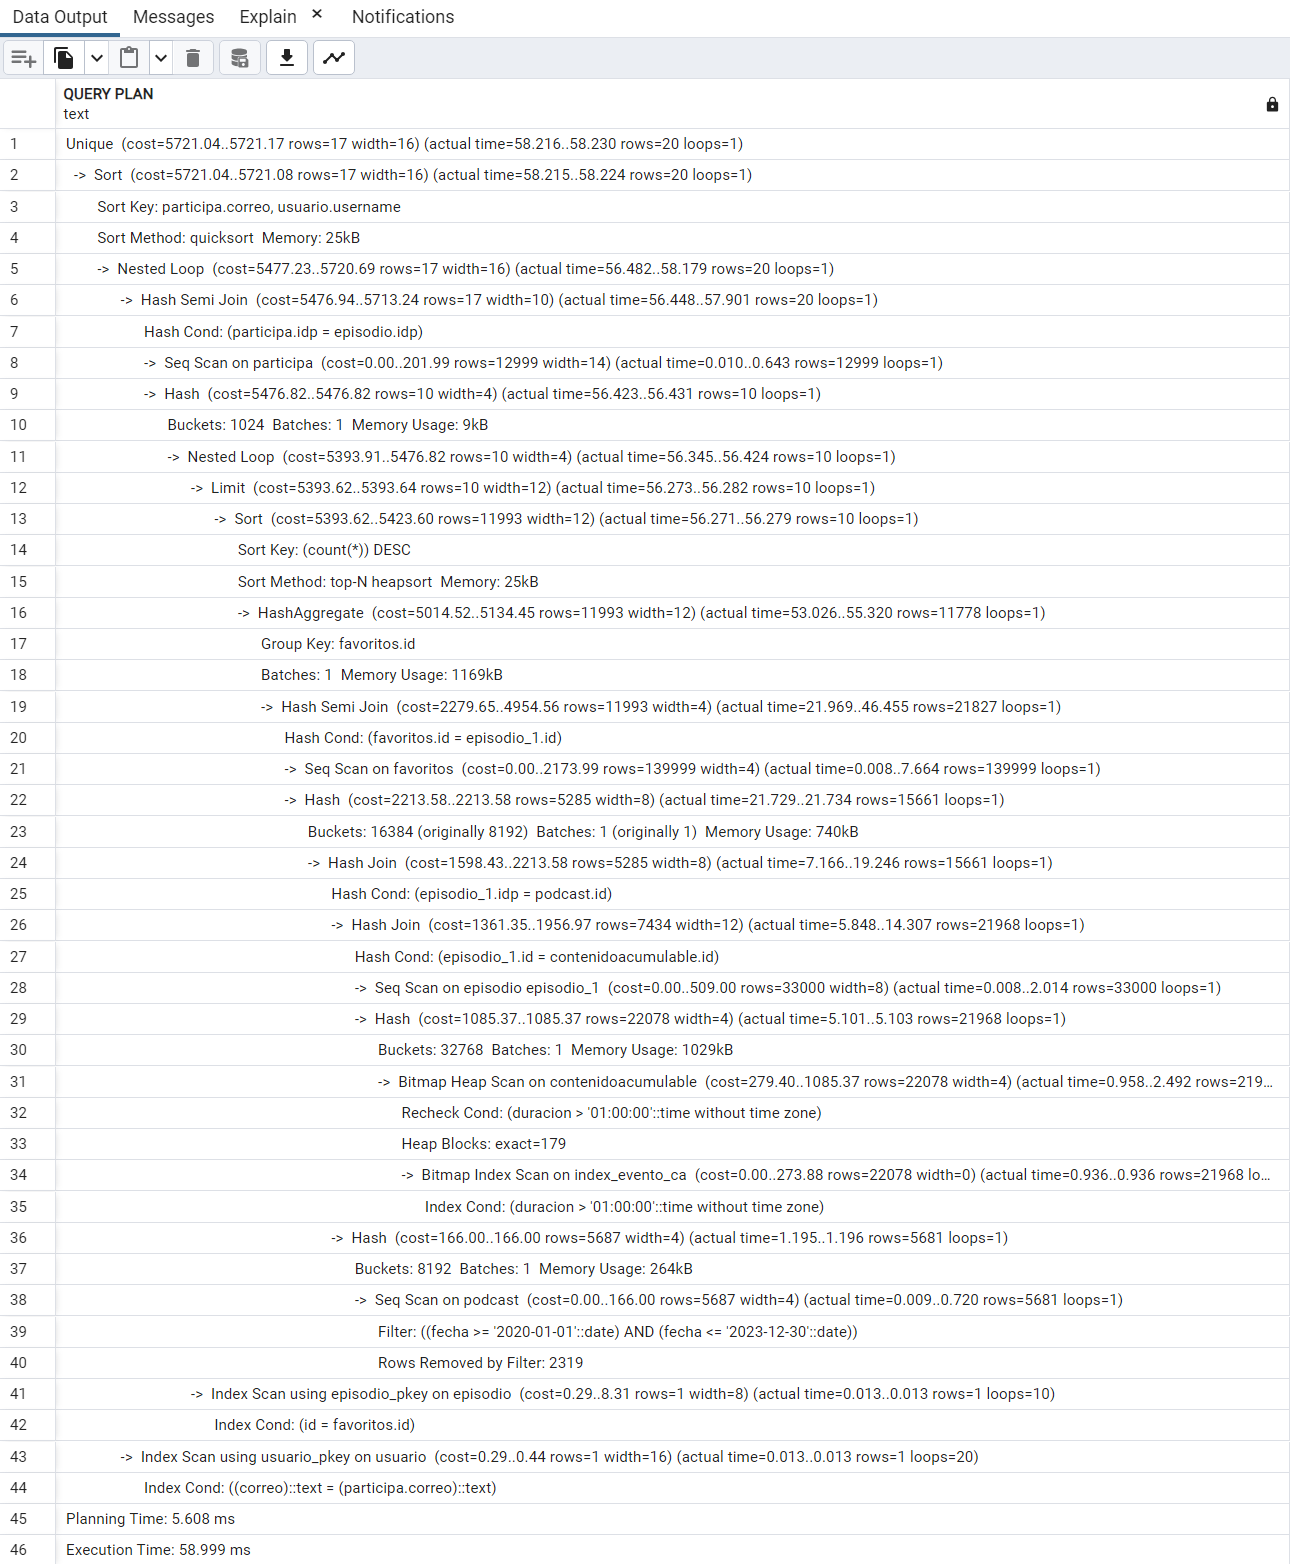 Data Output Messages Explain × Notifications
QUERY PLAN
text
1 Unique (cost=5721.04..5721.17 rows=17 width=16) (actual time=58.216..58.230 rows=20 loops=1)
2 -> Sort (cost=5721.04..5721.08 rows=17 width=16) (actual time=58.215..58.224 rows=20 loops=1)
3 Sort Key: participa.correo, usuario.username
4 Sort Method: quicksort Memory: 25kB
5 -> Nested Loop (cost=5477.23..5720.69 rows=17 width=16) (actual time=56.482..58.179 rows=20 loops=1)
6 -> Hash Semi Join (cost=5476.94..5713.24 rows=17 width=10) (actual time=56.448..57.901 rows=20 loops=1)
7 Hash Cond: (participa.idp = episodio.idp)
8 -> Seq Scan on participa (cost=0.00..201.99 rows=12999 width=14) (actual time=0.010..0.643 rows=12999 loops=1)
9 -> Hash (cost=5476.82..5476.82 rows=10 width=4) (actual time=56.423..56.431 rows=10 loops=1)
10 Buckets: 1024 Batches: 1 Memory Usage: 9kB
11 -> Nested Loop (cost=5393.91..5476.82 rows=10 width=4) (actual time=56.345..56.424 rows=10 loops=1)
12 -> Limit (cost=5393.62..5393.64 rows=10 width=12) (actual time=56.273..56.282 rows=10 loops=1)
13 -> Sort (cost=5393.62..5423.60 rows=11993 width=12) (actual time=56.271..56.279 rows=10 loops=1)
14 Sort Key: (count(*)) DESC
15 Sort Method: top-N heapsort Memory: 25kB
16 -> HashAggregate (cost=5014.52..5134.45 rows=11993 width=12) (actual time=53.026..55.320 rows=11778 loops=1)
17 Group Key: favoritos.id
18 Batches: 1 Memory Usage: 1169kB
19 -> Hash Semi Join (cost=2279.65..4954.56 rows=11993 width=4) (actual time=21.969..46.455 rows=21827 loops=1)
20 Hash Cond: (favoritos.id = episodio_1.id)
21 -> Seq Scan on favoritos (cost=0.00..2173.99 rows=139999 width=4) (actual time=0.008..7.664 rows=139999 loops=1)
22 -> Hash (cost=2213.58..2213.58 rows=5285 width=8) (actual time=21.729..21.734 rows=15661 loops=1)
23 Buckets: 16384 (originally 8192) Batches: 1 (originally 1) Memory Usage: 740kB
24 -> Hash Join (cost=1598.43..2213.58 rows=5285 width=8) (actual time=7.166..19.246 rows=15661 loops=1)
25 Hash Cond: (episodio_1.idp = podcast.id)
26 -> Hash Join (cost=1361.35..1956.97 rows=7434 width=12) (actual time=5.848..14.307 rows=21968 loops=1)
27 Hash Cond: (episodio_1.id = contenidoacumulable.id)
28 -> Seq Scan on episodio episodio_1 (cost=0.00..509.00 rows=33000 width=8) (actual time=0.008..2.014 rows=33000 loops=1)
29 -> Hash (cost=1085.37..1085.37 rows=22078 width=4) (actual time=5.101..5.103 rows=21968 loops=1)
30 Buckets: 32768 Batches: 1 Memory Usage: 1029kB
31 -> Bitmap Heap Scan on contenidoacumulable (cost=279.40..1085.37 rows=22078 width=4) (actual time=0.958..2.492 rows=219...
32 Recheck Cond: (duracion > '01:00:00'::time without time zone)
33 Heap Blocks: exact=179
34 -> Bitmap Index Scan on index_evento_ca (cost=0.00..273.88 rows=22078 width=0) (actual time=0.936..0.936 rows=21968 lo...
35 Index Cond: (duracion > '01:00:00'::time without time zone)
36 -> Hash (cost=166.00..166.00 rows=5687 width=4) (actual time=1.195..1.196 rows=5681 loops=1)
37 Buckets: 8192 Batches: 1 Memory Usage: 264kB
38 -> Seq Scan on podcast (cost=0.00..166.00 rows=5687 width=4) (actual time=0.009..0.720 rows=5681 loops=1)
39 Filter: ((fecha >= '2020-01-01'::date) AND (fecha <= '2023-12-30'::date))
40 Rows Removed by Filter: 2319
41 -> Index Scan using episodio_pkey on episodio (cost=0.29..8.31 rows=1 width=8) (actual time=0.013..0.013 rows=1 loops=10)
42 Index Cond: (id = favoritos.id)
43 -> Index Scan using usuario_pkey on usuario (cost=0.29..0.44 rows=1 width=16) (actual time=0.013..0.013 rows=1 loops=20)
44 Index Cond: ((correo)::text = (participa.correo)::text)
45 Planning Time: 5.608 ms
46 Execution Time: 58.999 ms